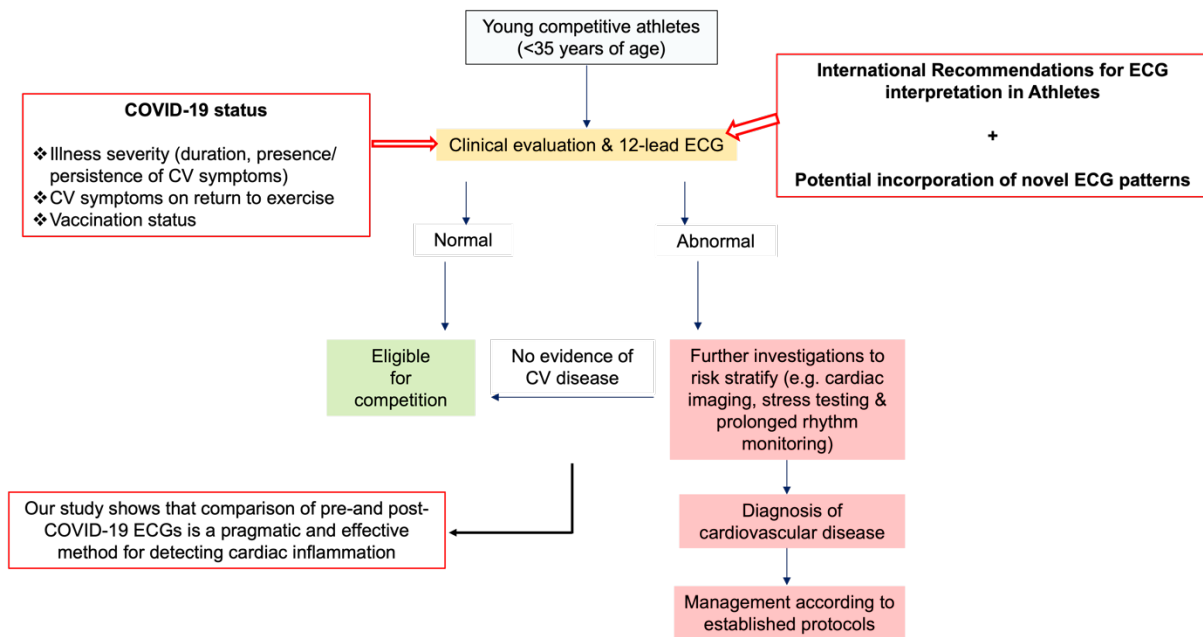 Young competitive athletes
(<35 years of age)
International Recommendations for ECG
interpretation in Athletes
+
Potential incorporation of novel ECG patterns
COVID-19 status
❖Illness severity (duration, presence/
persistence of CV symptoms)
❖CV symptoms on return to exercise
❖Vaccination status
Clinical evaluation & 12-lead ECG
Normal
Abnormal
Eligible
for
competition
No evidence of
CV disease
Further investigations to
risk stratify (e.g. cardiac
imaging, stress testing &
prolonged rhythm
monitoring)
Our study shows that comparison of pre-and post-
COVID-19 ECGs is a pragmatic and effective
method for detecting cardiac inflammation
Diagnosis of
cardiovascular disease
Management according to
established protocols